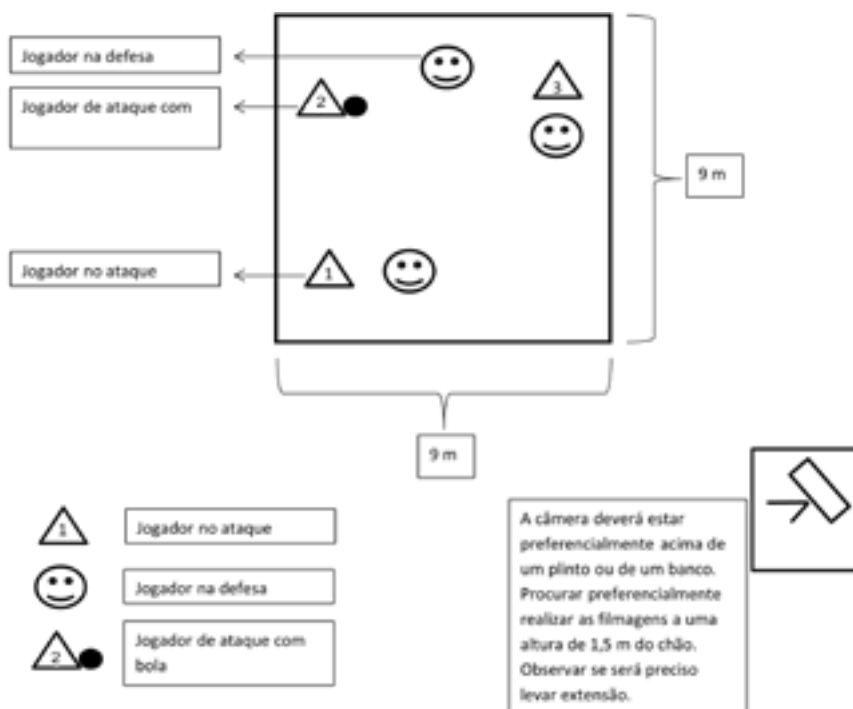 Jogador na defesa
Jogador de ataque com
2
3
9 m
Jogador no ataque
1
9 m
1
Jogador no ataque
Jogador na defesa
2
Jogador de ataque com
bola
A câmera deverá estar
preferencialmente acima de
um plinto ou de um banco.
Procurar preferencialmente
realizar as filmagens a uma
altura de 1,5 m do chão.
Observar se será preciso
levar extensão.